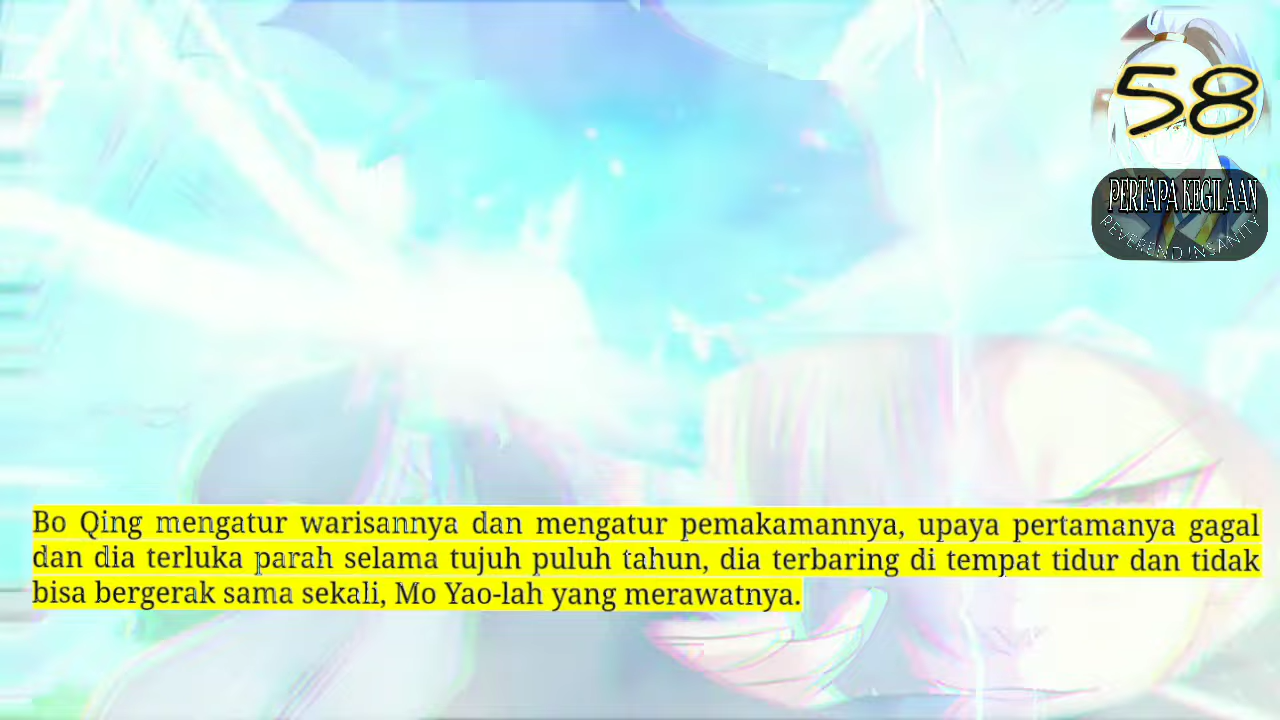 58
PERTAPA KEGILAAN
REVEREND INSANITY
Bo Qing mengatur warisannya dan mengatur pemakamannya, upaya pertamanya gagal
dan dia terluka parah selama tujuh puluh tahun, dia terbaring di tempat tidur dan tidak
bisa bergerak sama sekali, Mo Yao-lah yang merawatnya.